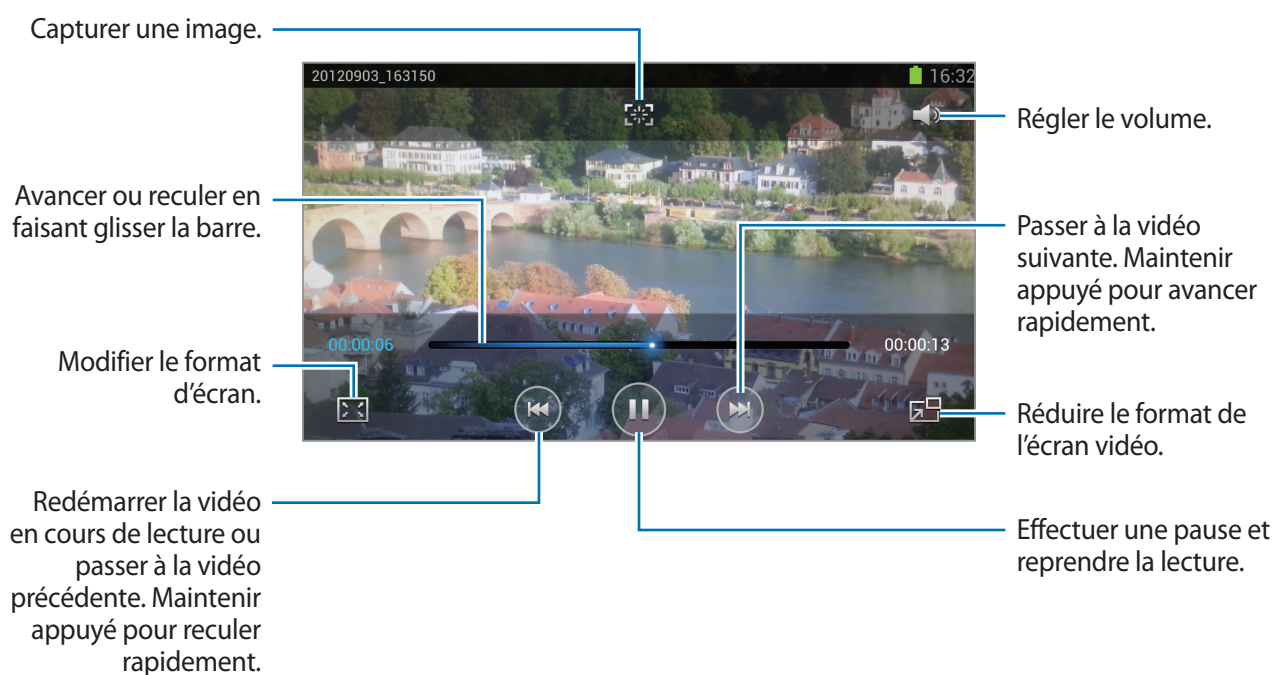 Capturer une image.
20120903_163150
16:32
Régler le volume.
Avancer ou reculer en
faisant glisser la barre.
Passer à la vidéo
suivante. Maintenir
appuyé pour avancer
rapidement.
00:00:06
00:00:13
Modifier le format
d'écran.
Réduire le format de
l'écran vidéo.
Redémarrer la vidéo
en cours de lecture ou
passer à la vidéo
précédente. Maintenir
appuyé pour reculer
rapidement.
Effectuer une pause et
reprendre la lecture.